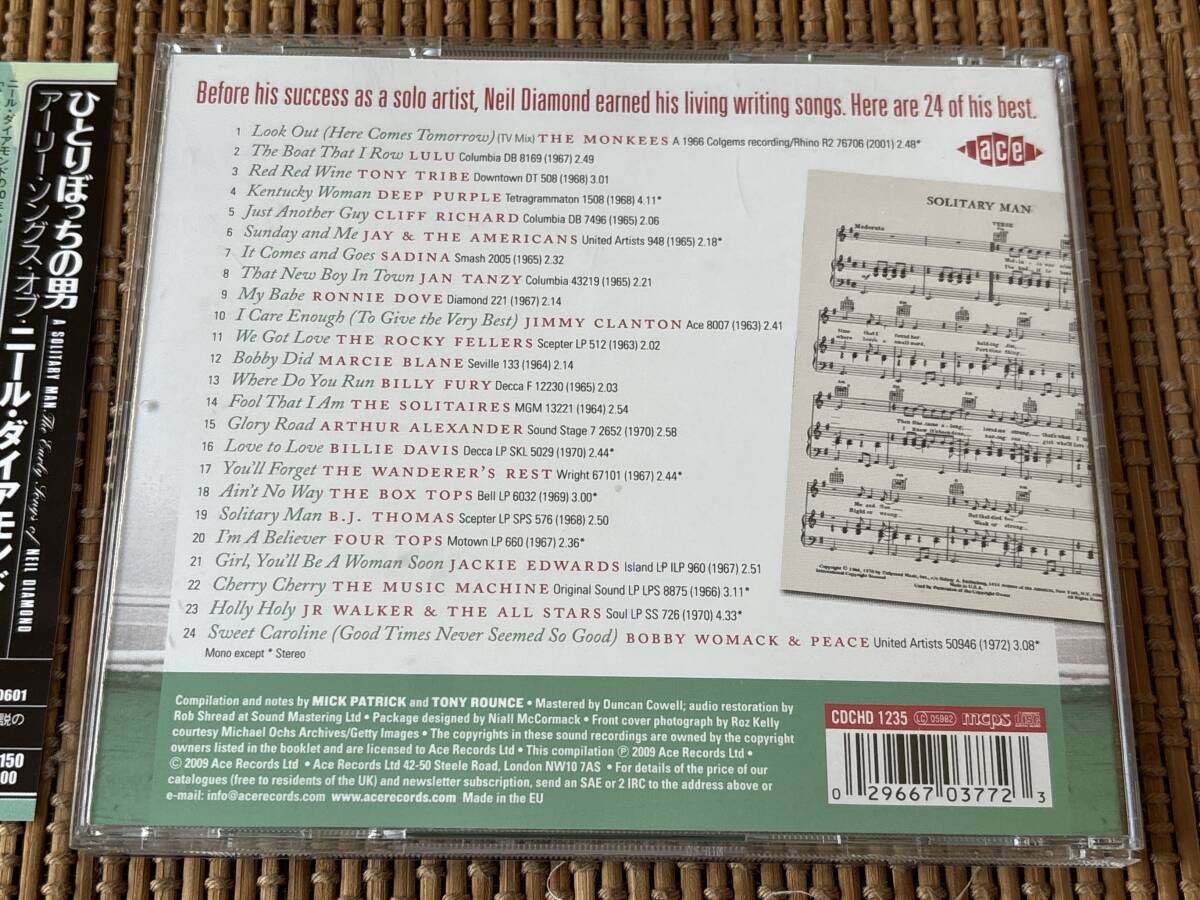 ひとりぼっちの男
アーリー・ソングス・オブ・ニール・ダイアモンド
A SOLITARY MAN The Early Songs of NEIL DIAMOND
0601
150
00
Before his success as a solo artist, Neil Diamond earned his living writing songs. Here are 24 of his best.
ace
1 Look Out (Here Comes Tomorrow) (TV Mix) THE MONKEES A 1966 Colgems recording/Rhino R2 76706 (2001) 2.48*
2 The Boat That I Row LULU Columbia DB 8169 (1967) 2.49
3 Red Red Wine TONY TRIBE Downtown DT 508 (1968) 3.01
4 Kentucky Woman DEEP PURPLE Tetragrammaton 1508 (1968) 4.11*
5 Just Another Guy CLIFF RICHARD Columbia DB 7496 (1965) 2.06
6 Sunday and Me JAY & THE AMERICANS United Artists 948 (1965) 2.18*
7 It Comes and Goes SADINA Smash 2005 (1965) 2.32
8 That New Boy In Town JAN TANZY Columbia 43219 (1965) 2.21
9 My Babe RONNIE DOVE Diamond 221 (1967) 2.14
10 I Care Enough (To Give the Very Best) JIMMY CLANTON Ace 8007 (1963) 2.41
11 We Got Love THE ROCKY FELLERS Scepter LP 512 (1963) 2.02
12 Bobby Did MARCIE BLANE Seville 133 (1964) 2.14
13 Where Do You Run BILLY FURY Decca F 12230 (1965) 2.03
14 Fool That I Am THE SOLITAIRES MGM 13221 (1964) 2.54
15 Glory Road ARTHUR ALEXANDER Sound Stage 7 2652 (1970) 2.58
16 Love to Love BILLIE DAVIS Decca LP SKL 5029 (1970) 2.44*
17 You'll Forget THE WANDERER'S REST Wright 67101 (1967) 2.44*
18 Ain't No Way THE BOX TOPS Bell LP 6032 (1969) 3.00*
19 Solitary Man B.J. THOMAS Scepter LP SPS 576 (1968) 2.50
20 I'm A Believer FOUR TOPS Motown LP 660 (1967) 2.36*
21 Girl, You'll Be A Woman Soon JACKIE EDWARDS Island LP ILP 960 (1967) 2.51
22 Cherry Cherry THE MUSIC MACHINE Original Sound LP LPS 8875 (1966) 3.11*
23 Holly Holy JR WALKER & THE ALL STARS Soul LP SS 726 (1970) 4.33*
24 Sweet Caroline (Good Times Never Seemed So Good) BOBBY WOMACK & PEACE United Artists 50946 (1972) 3.08*
Mono except * Stereo
SOLITARY MAN
Moderate
VERSE
Compilation and notes by MICK PATRICK and TONY ROUNCE • Mastered by Duncan Cowell; audio restoration by
Rob Shread at Sound Mastering Ltd • Package designed by Niall McCormack • Front cover photograph by Roz Kelly
courtesy Michael Ochs Archives/Getty Images • The copyrights in these sound recordings are owned by the copyright
owners listed in the booklet and are licensed to Ace Records Ltd • This compilation ℗ 2009 Ace Records Ltd •
© 2009 Ace Records Ltd • Ace Records Ltd 42-50 Steele Road, London NW10 7AS • For details of the price of our
catalogues (free to residents of the UK) and newsletter subscription, send an SAE or 2 IRC to the address above or
e-mail: info@acerecords.com www.acerecords.com Made in the EU
CDCHD 1235 LC 05982 mcps
0 29667 03772 3